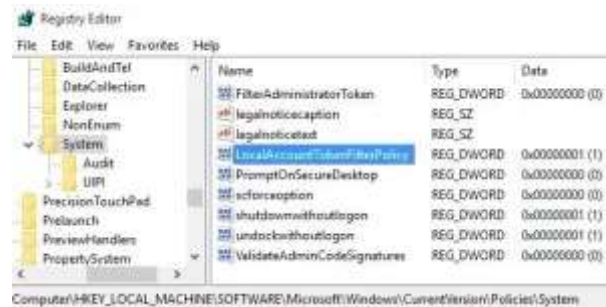 Registry Editor
File Edit View Favorites Help
BuildAndTel
DataCollection
Explorer
NonEnum
System
Audit
UIPI
PrecisionTouchPad
Prelaunch
PreviewHandlers
PropertySystem
Name Type Data
FilterAdministratorToken REG_DWORD 0x00000000 (0)
legalnoticecaption REG_SZ
legalnoticetext REG_SZ
LocalAccountTokenFilterPolicy REG_DWORD 0x00000001 (1)
PromptOnSecureDesktop REG_DWORD 0x00000000 (0)
scforceoption REG_DWORD 0x00000000 (0)
shutdownwithoutlogon REG_DWORD 0x00000001 (1)
undockwithoutlogon REG_DWORD 0x00000001 (1)
ValidateAdminCodeSignatures REG_DWORD 0x00000000 (0)
Computer\HKEY_LOCAL_MACHINE\SOFTWARE\Microsoft\Windows\CurrentVersion\Policies\System